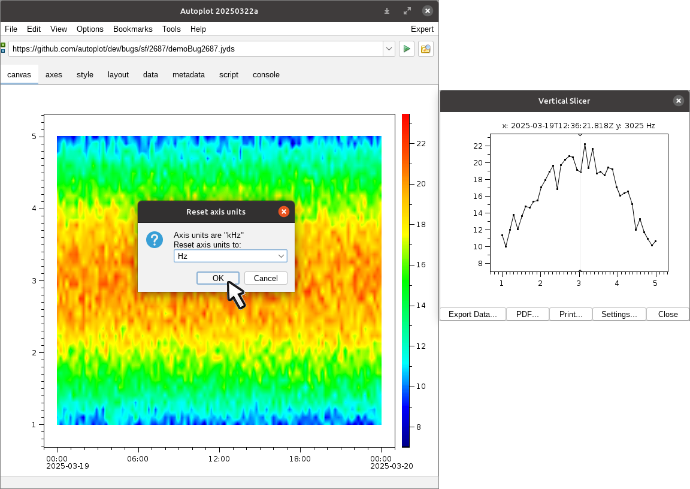 Autoplot 20250322a
File Edit View Options Bookmarks Tools Help Expert
https://github.com/autoplot/dev/bugs/sf/2687/demoBug2687.jyds
canvas axes style layout data metadata script console
5
4
3
2
1
00:00
2025-03-19
06:00
12:00
18:00
00:00
2025-03-20
22
20
18
16
14
12
10
8
Reset axis units
Axis units are "kHz"
Reset axis units to:
Hz
OK Cancel
Vertical Slicer
x: 2025-03-19T12:36:21.818Z y: 3025 Hz
22
20
18
16
14
12
10
8
1 2 3 4 5
Export Data... PDF... Print... Settings... Close